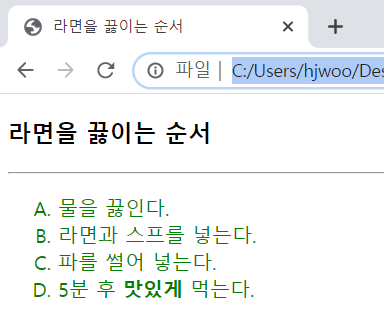 라면을 끓이는 순서
파일 | C:/Users/hjwoo/Des
라면을 끓이는 순서
A. 물을 끓인다.
B. 라면과 스프를 넣는다.
C. 파를 썰어 넣는다.
D. 5분 후 맛있게 먹는다.